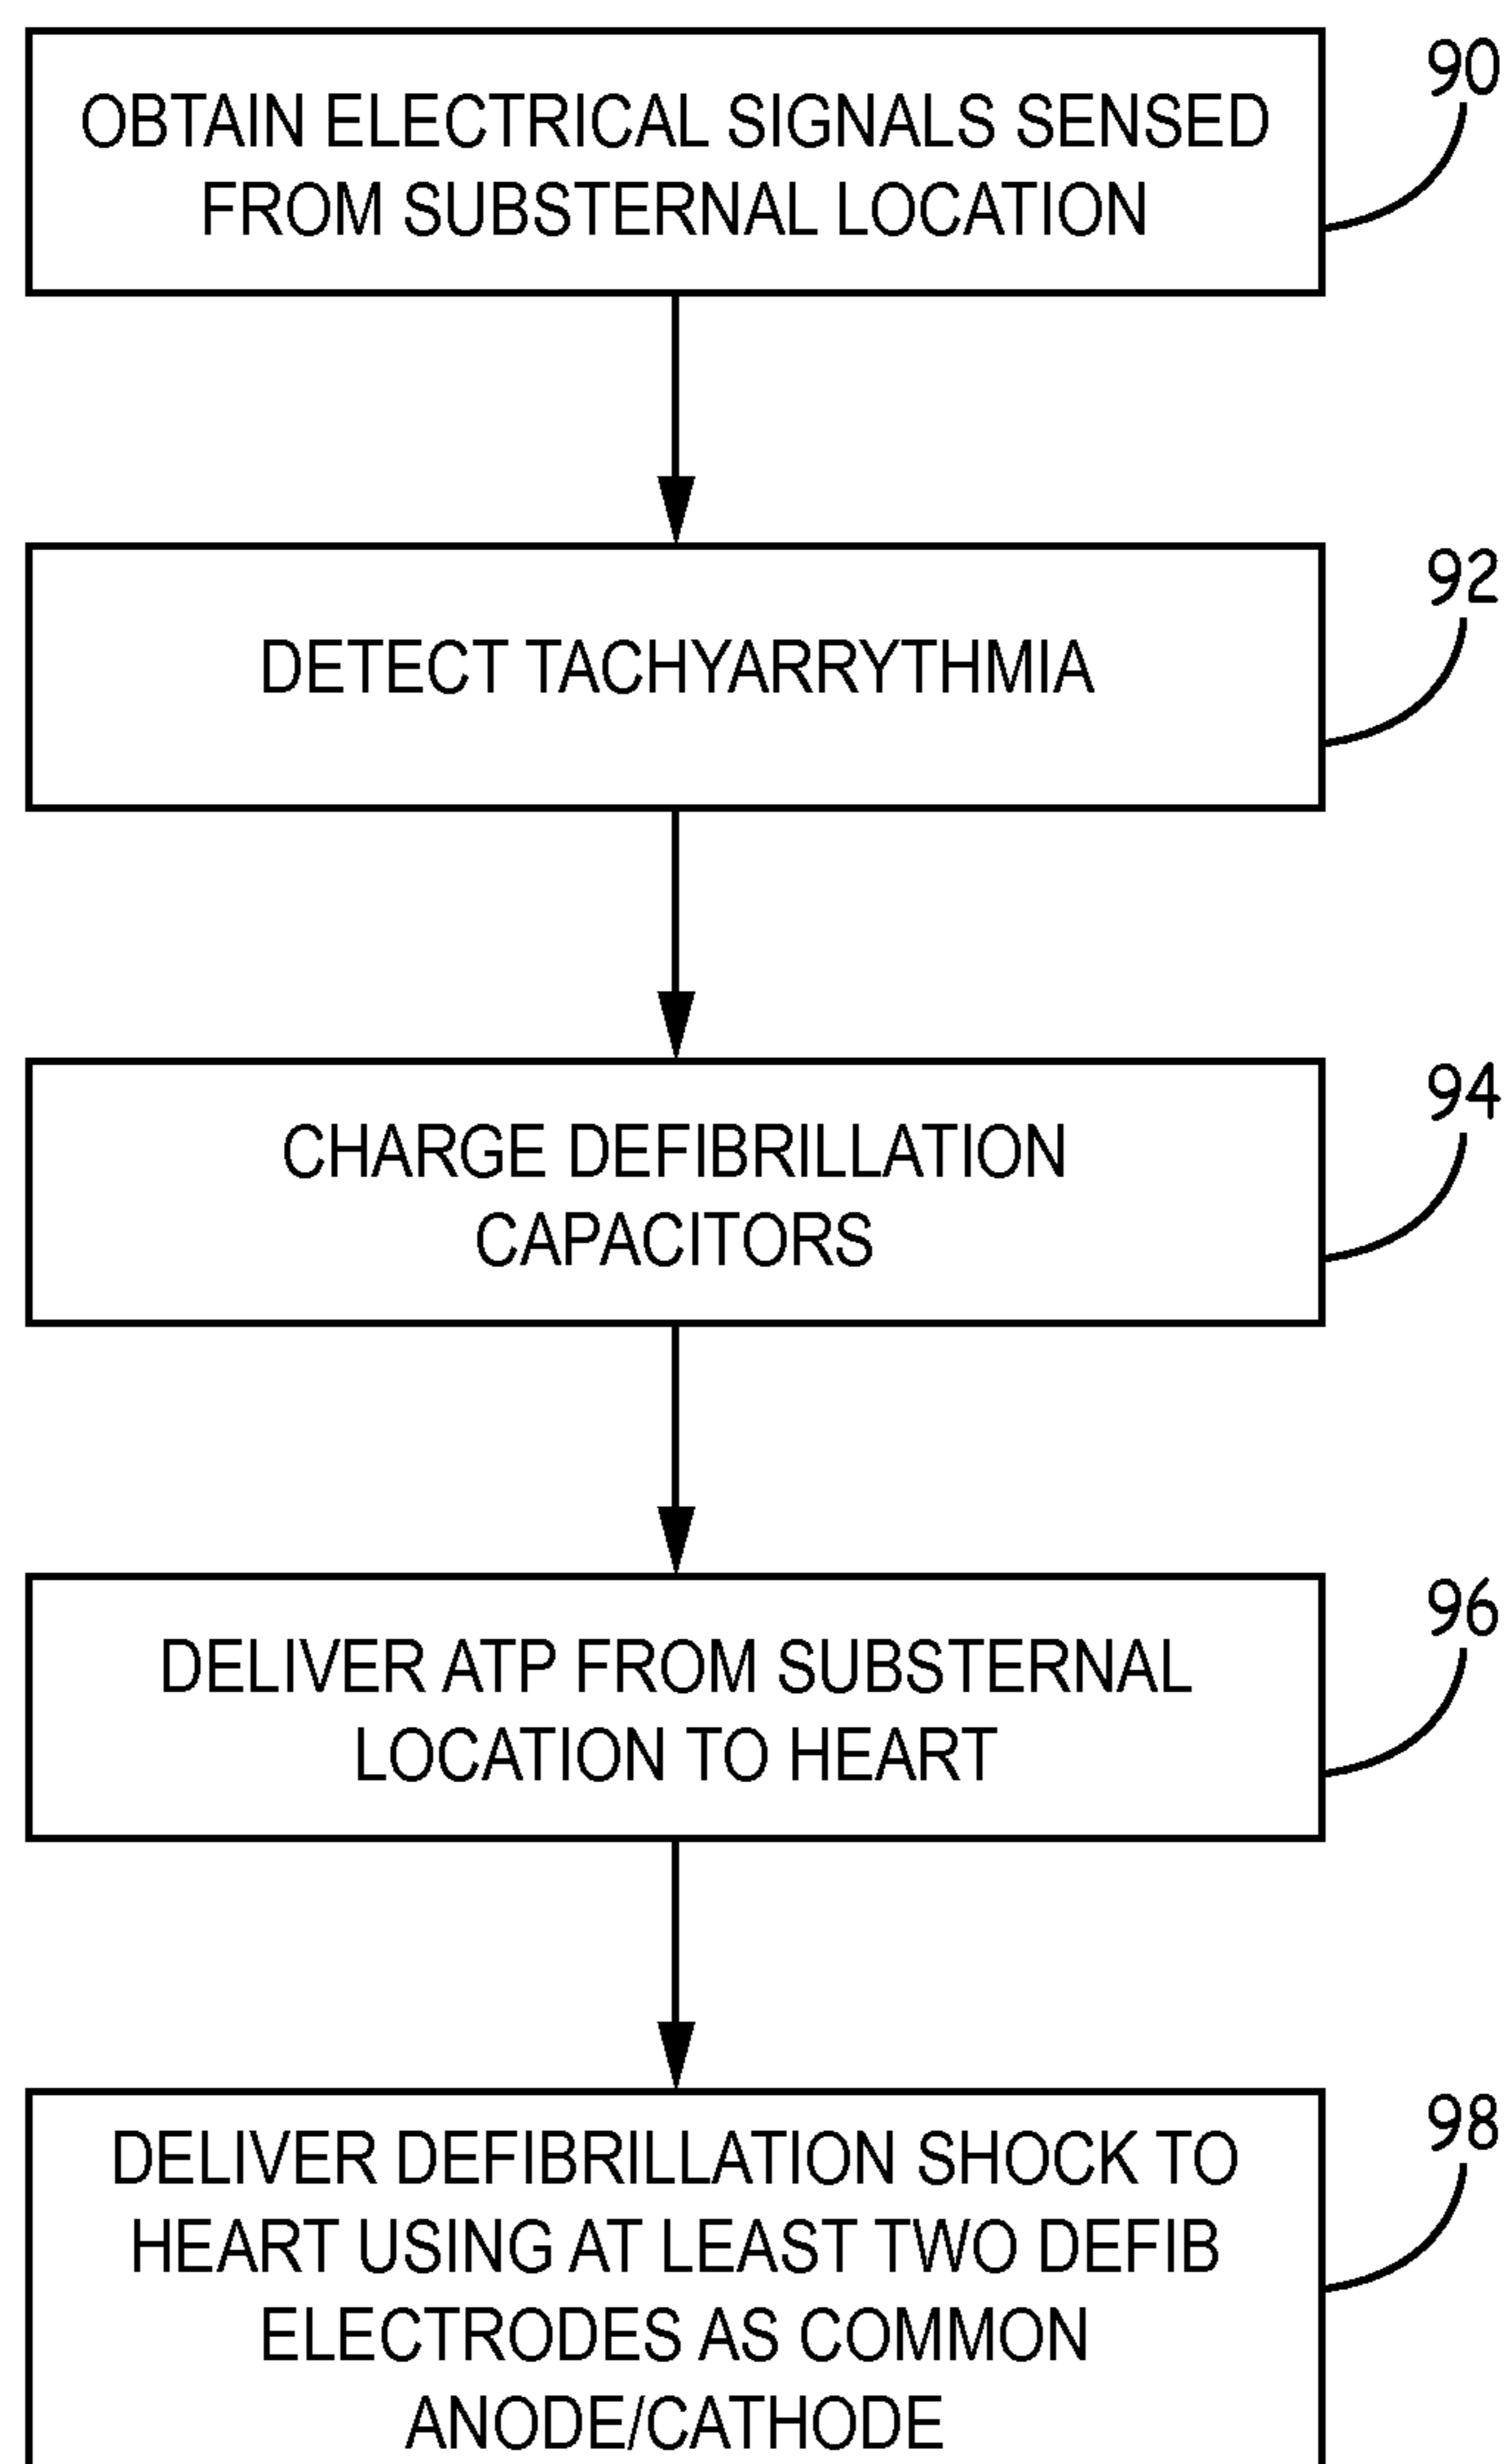 OBTAIN ELECTRICAL SIGNALS SENSED
FROM SUBSTERNAL LOCATION
90
DETECT TACHYARRYTHMIA
92
CHARGE DEFIBRILLATION
CAPACITORS
94
DELIVER ATP FROM SUBSTERNAL
LOCATION TO HEART
96
DELIVER DEFIBRILLATION SHOCK TO
HEART USING AT LEAST TWO DEFIB
ELECTRODES AS COMMON
ANODE/CATHODE
98